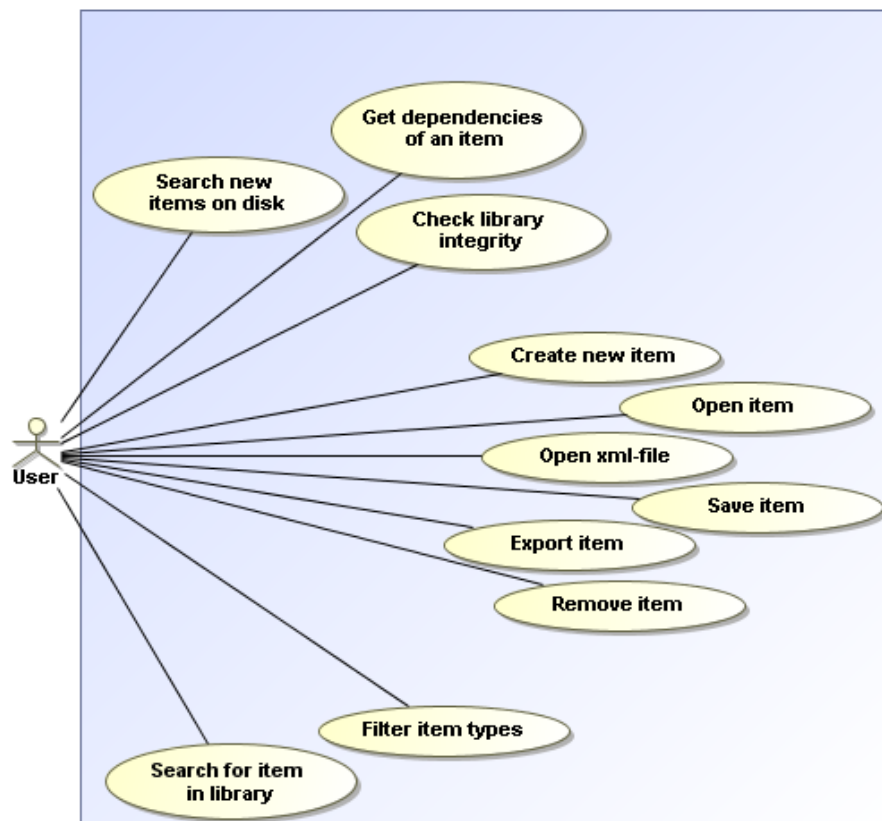 Get dependencies
of an item
Search new
items on disk
Check library
integrity
Create new item
Open item
User
Open xml-file
Save item
Export item
Remove item
Filter item types
Search for item
in library